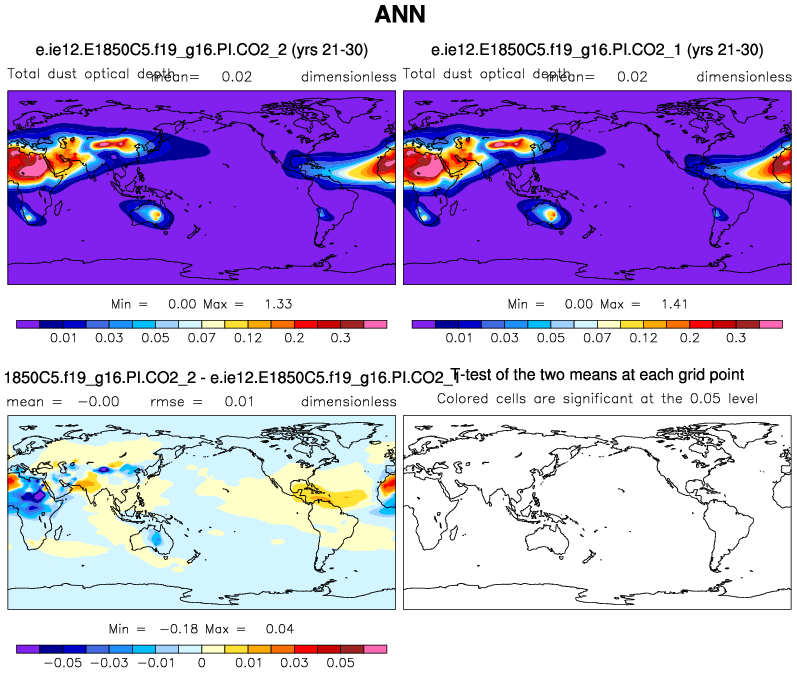 ANN
e.ie12.E1850C5.f19_g16.PI.CO2_2 (yrs 21-30)
Total dust optical depth mean= 0.02 dimensionless
Min = 0.00 Max = 1.33
0.01 0.03 0.05 0.07 0.12 0.2 0.3
e.ie12.E1850C5.f19_g16.PI.CO2_1 (yrs 21-30)
Total dust optical depth mean= 0.02 dimensionless
Min = 0.00 Max = 1.41
0.01 0.03 0.05 0.07 0.12 0.2 0.3
1850C5.f19_g16.PI.CO2_2 - e.ie12.E1850C5.f19_g16.PI.CO2_1
mean = -0.00 rmse = 0.01 dimensionless
Min = -0.18 Max = 0.04
-0.05 -0.03 -0.01 0 0.01 0.03 0.05
T-test of the two means at each grid point
Colored cells are significant at the 0.05 level